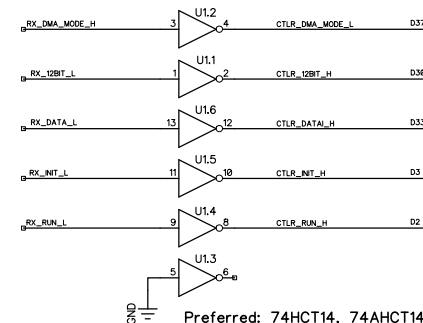 U1.2
RX_DMA_MODE_H 3 4 CTLR_DMA_MODE_L D37
U1.1
RX_12BIT_L 1 2 CTLR_12BIT_H D36
U1.6
RX_DATA_L 13 12 CTLR_DATAI_H D33
U1.5
RX_INIT_L 11 10 CTLR_INIT_H D3
U1.4
RX_RUN_L 9 8 CTLR_RUN_H D2
U1.3
5 6
GND
Preferred: 74HCT14, 74AHCT14